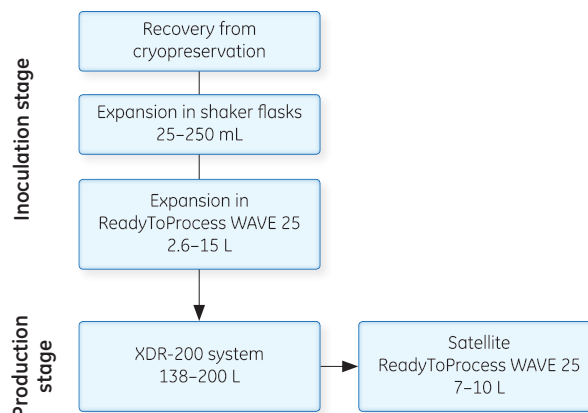 Inoculation stage
Recovery from
cryopreservation
Expansion in shaker flasks
25–250 mL
Expansion in
ReadyToProcess WAVE 25
2.6–15 L
Production
stage
XDR-200 system
138–200 L
Satellite
ReadyToProcess WAVE 25
7–10 L